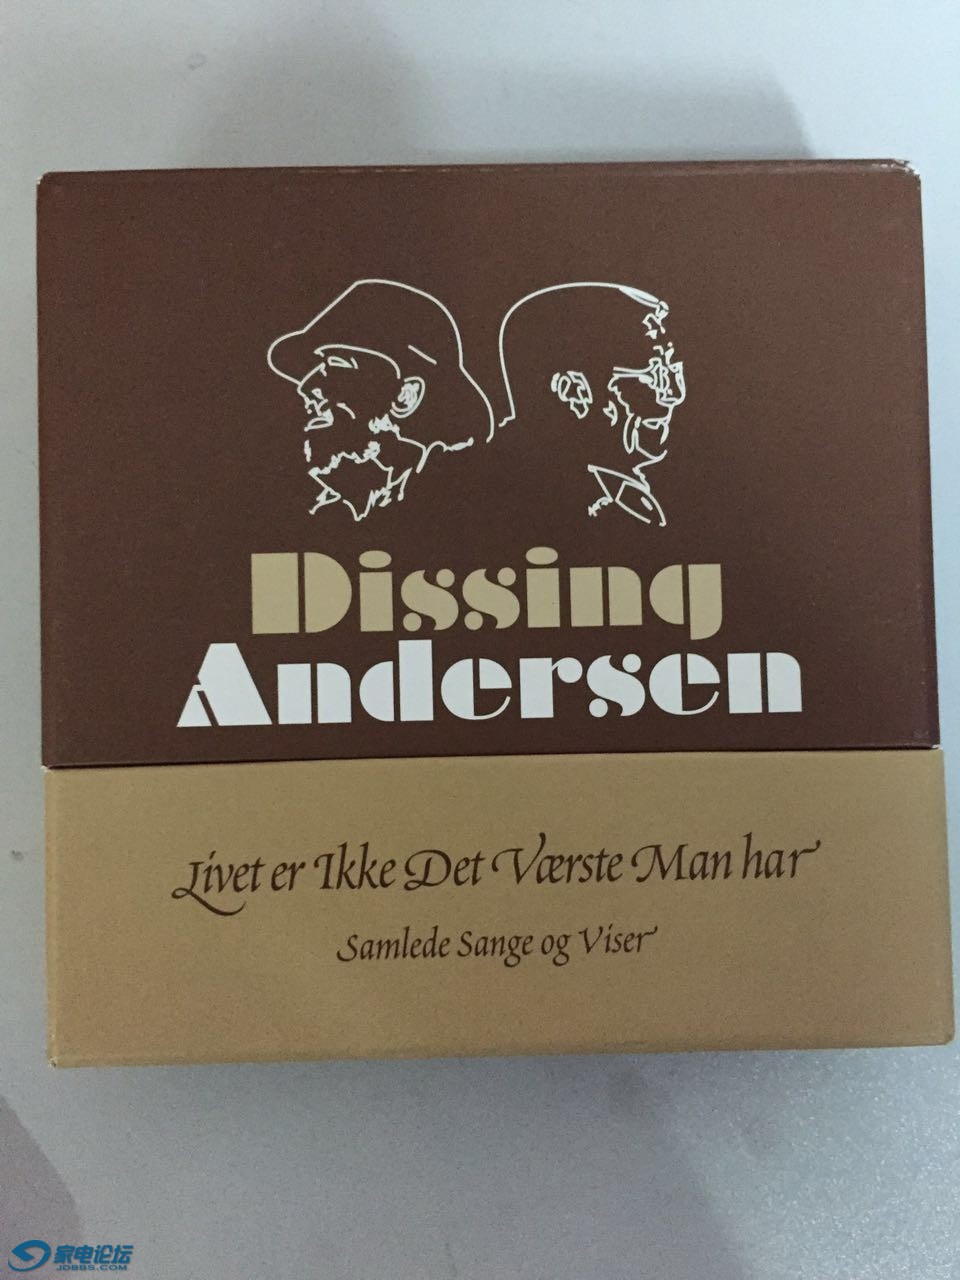 Dissing
Andersen
Livet er Ikke Det Værste Man har
Samlede Sange og Viser
家电论坛
JDBBS.COM